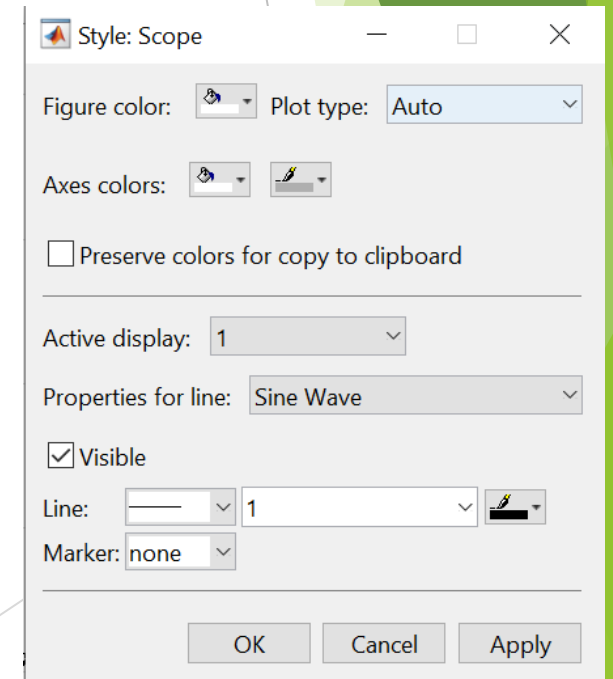 Style: Scope
Figure color: Plot type: Auto
Axes colors:
Preserve colors for copy to clipboard
Active display: 1
Properties for line: Sine Wave
Visible
Line: 1
Marker: none
OK Cancel Apply